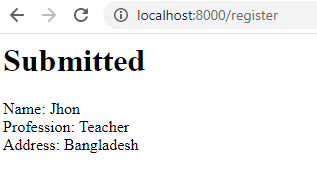 localhost:8000/register
Submitted
Name: Jhon
Profession: Teacher
Address: Bangladesh